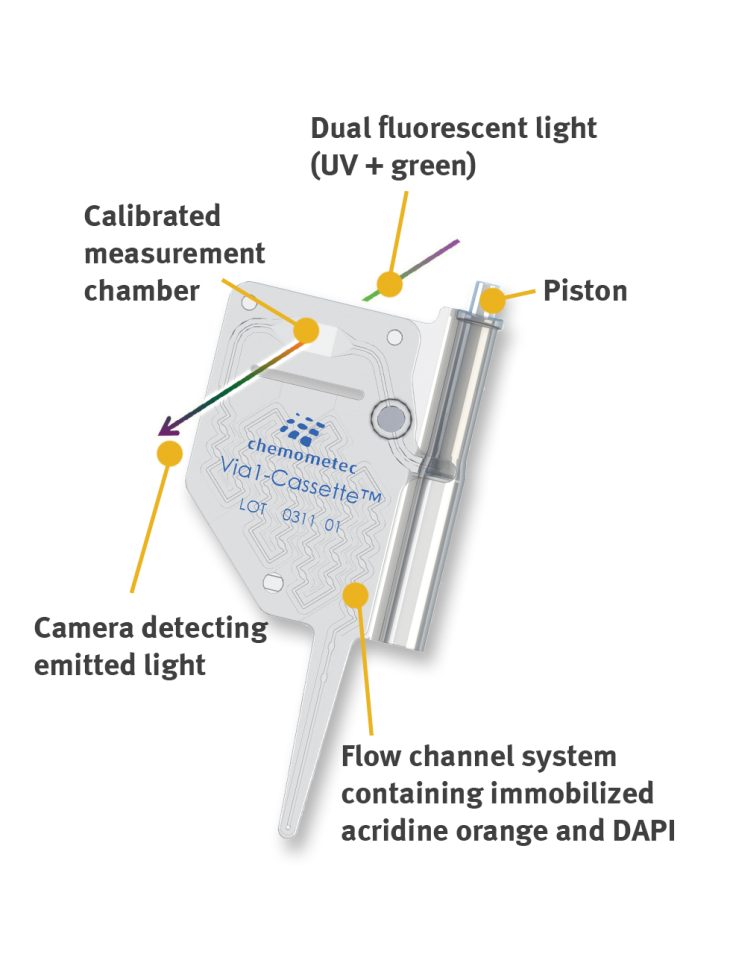 Dual fluorescent light
(UV + green)
Calibrated
measurement
chamber
Piston
chemometec
Via1-Cassette™
LOT 0311 01
Camera detecting
emitted light
Flow channel system
containing immobilized
acridine orange and DAPI